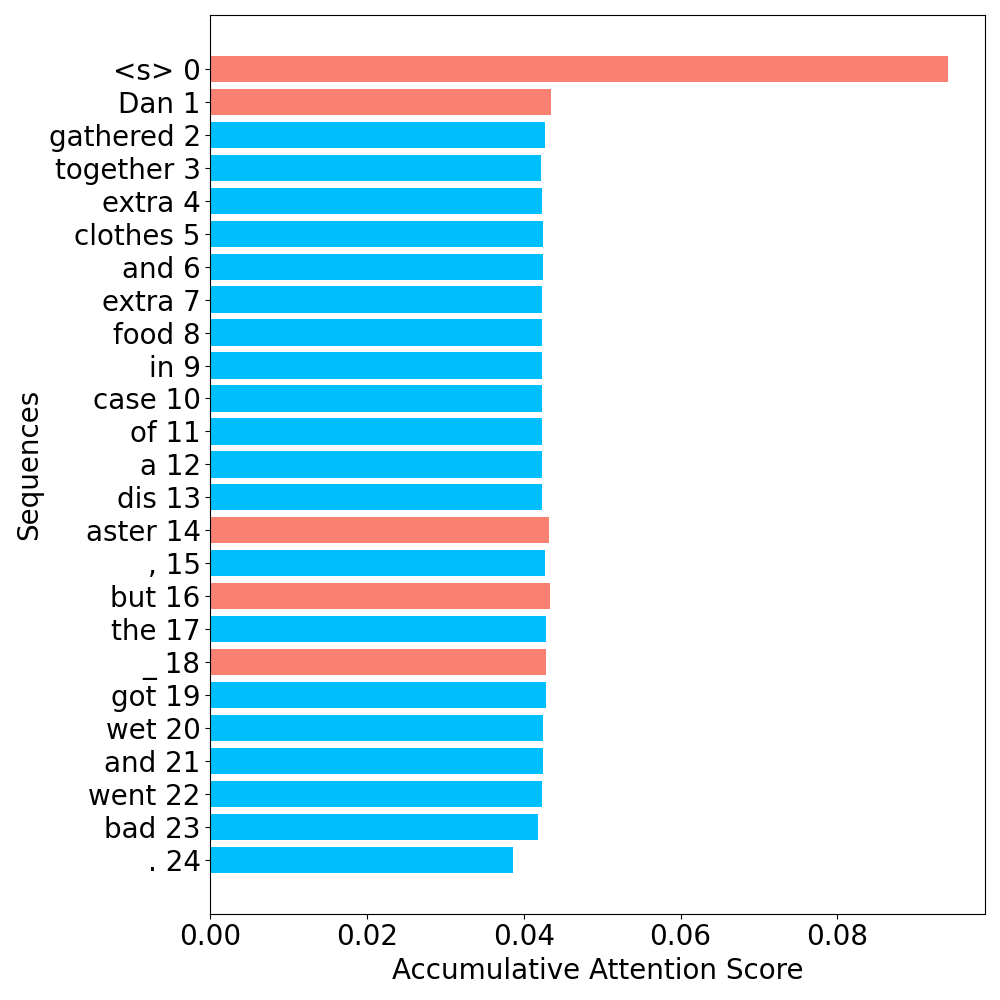 <s> 0
Dan 1
gathered 2
together 3
extra 4
clothes 5
and 6
extra 7
food 8
in 9
case 10
of 11
a 12
dis 13
aster 14
, 15
but 16
the 17
_ 18
got 19
wet 20
and 21
went 22
bad 23
. 24
Sequences
0.00 0.02 0.04 0.06 0.08
Accumulative Attention Score